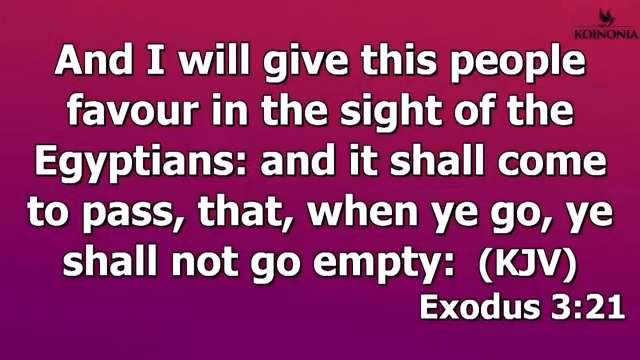 KOINONIA
And I will give this people
favour in the sight of the
Egyptians: and it shall come
to pass, that, when ye go, ye
shall not go empty: (KJV)
Exodus 3:21